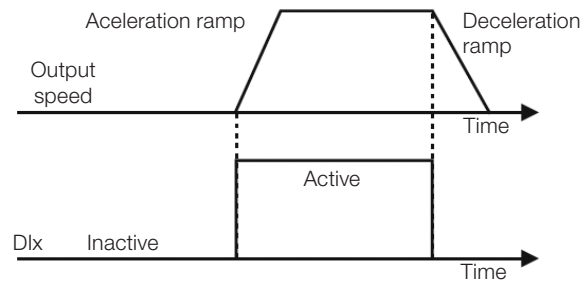 Aceleration ramp
Deceleration
ramp
Output
speed
Time
Active
DIx
Inactive
Time